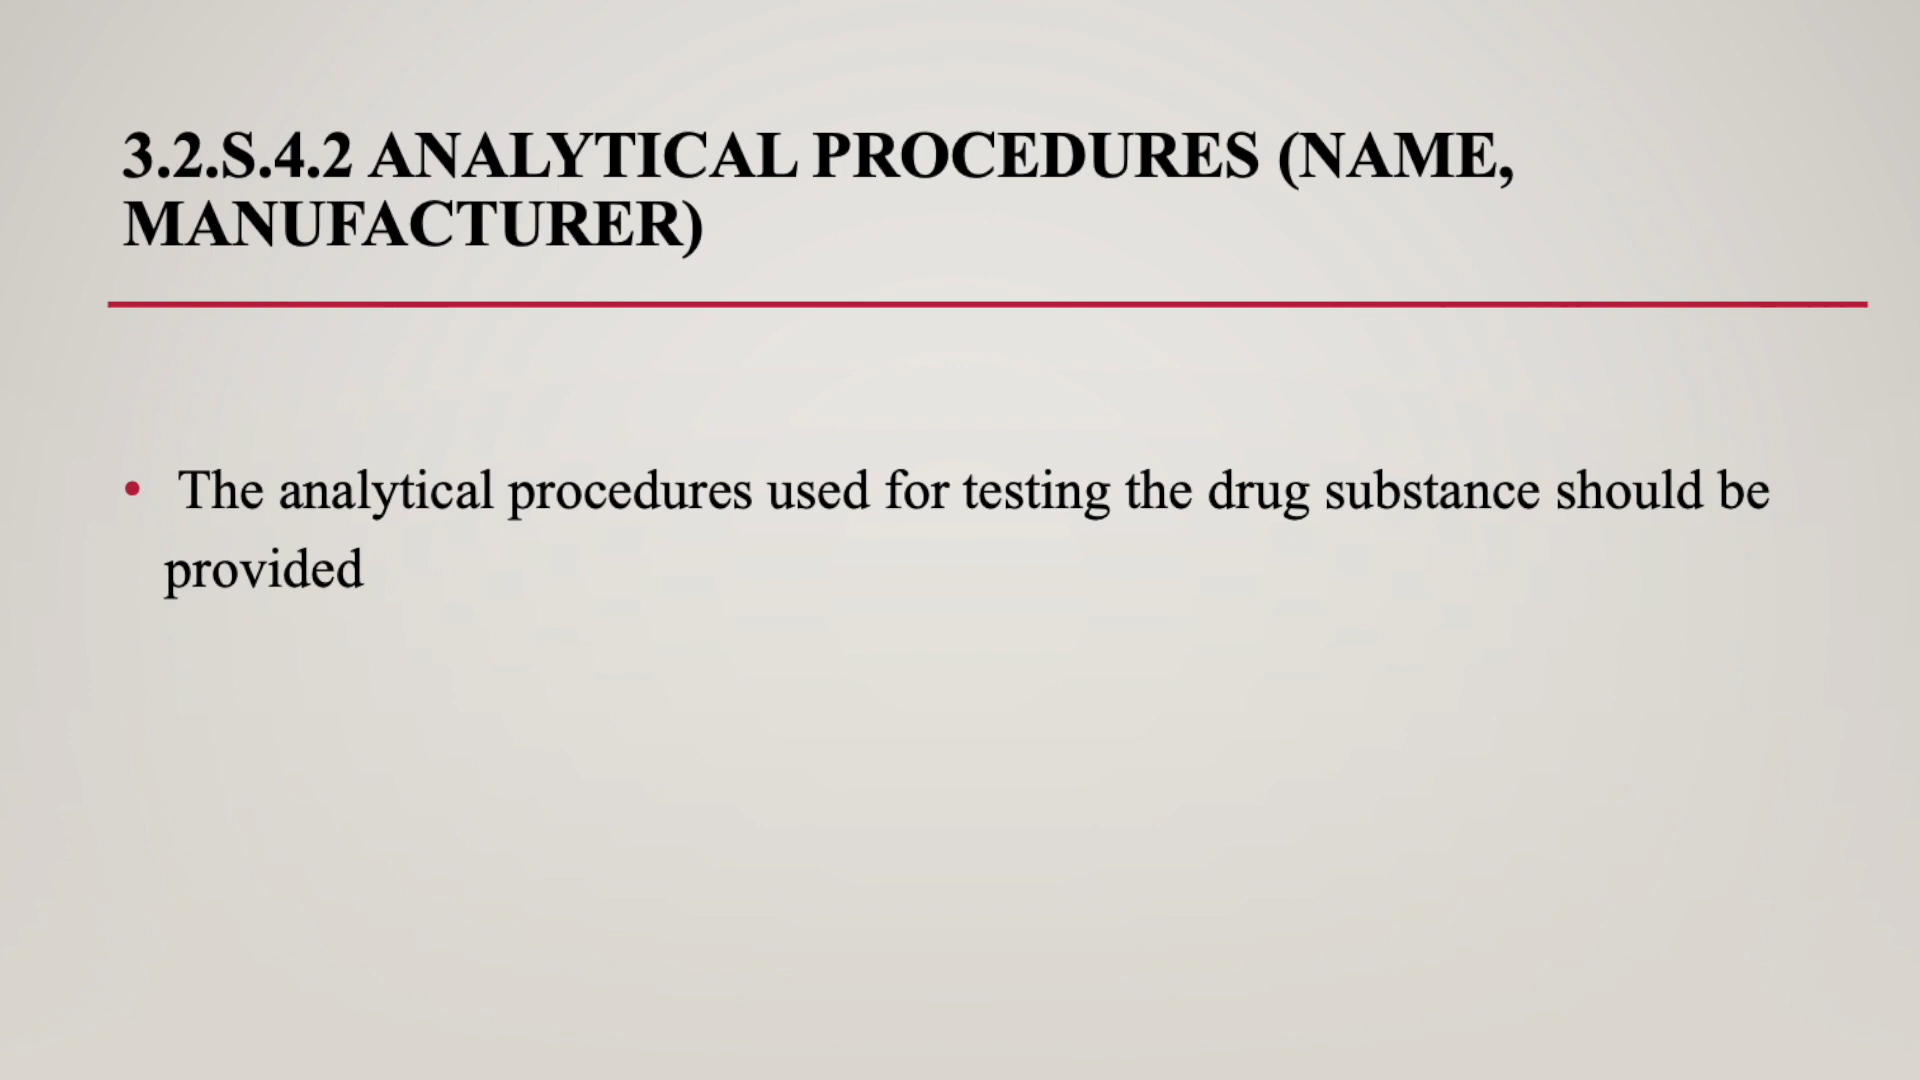 3.2.S.4.2 ANALYTICAL PROCEDURES (NAME,
MANUFACTURER)
• The analytical procedures used for testing the drug substance should be
provided